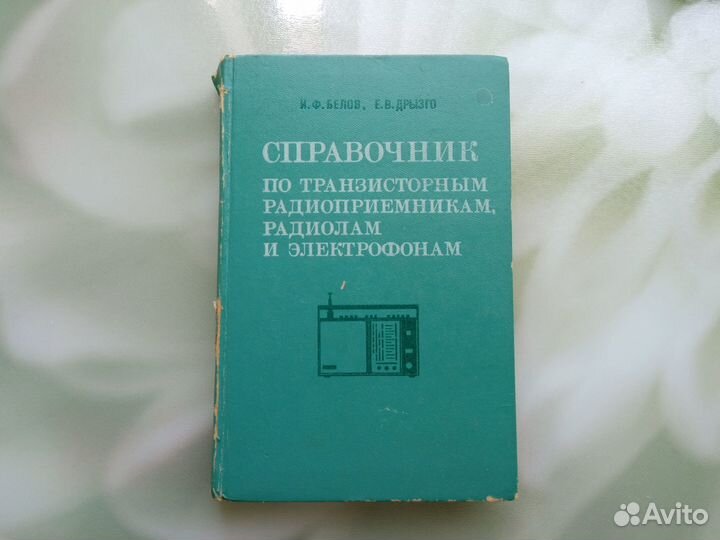 И.Ф.БЕЛОВ, Е.В.ДРЫЗГО
СПРАВОЧНИК
ПО ТРАНЗИСТОРНЫМ
РАДИОПРИЕМНИКАМ,
РАДИОЛАМ
И ЭЛЕКТРОФОНАМ
Avito